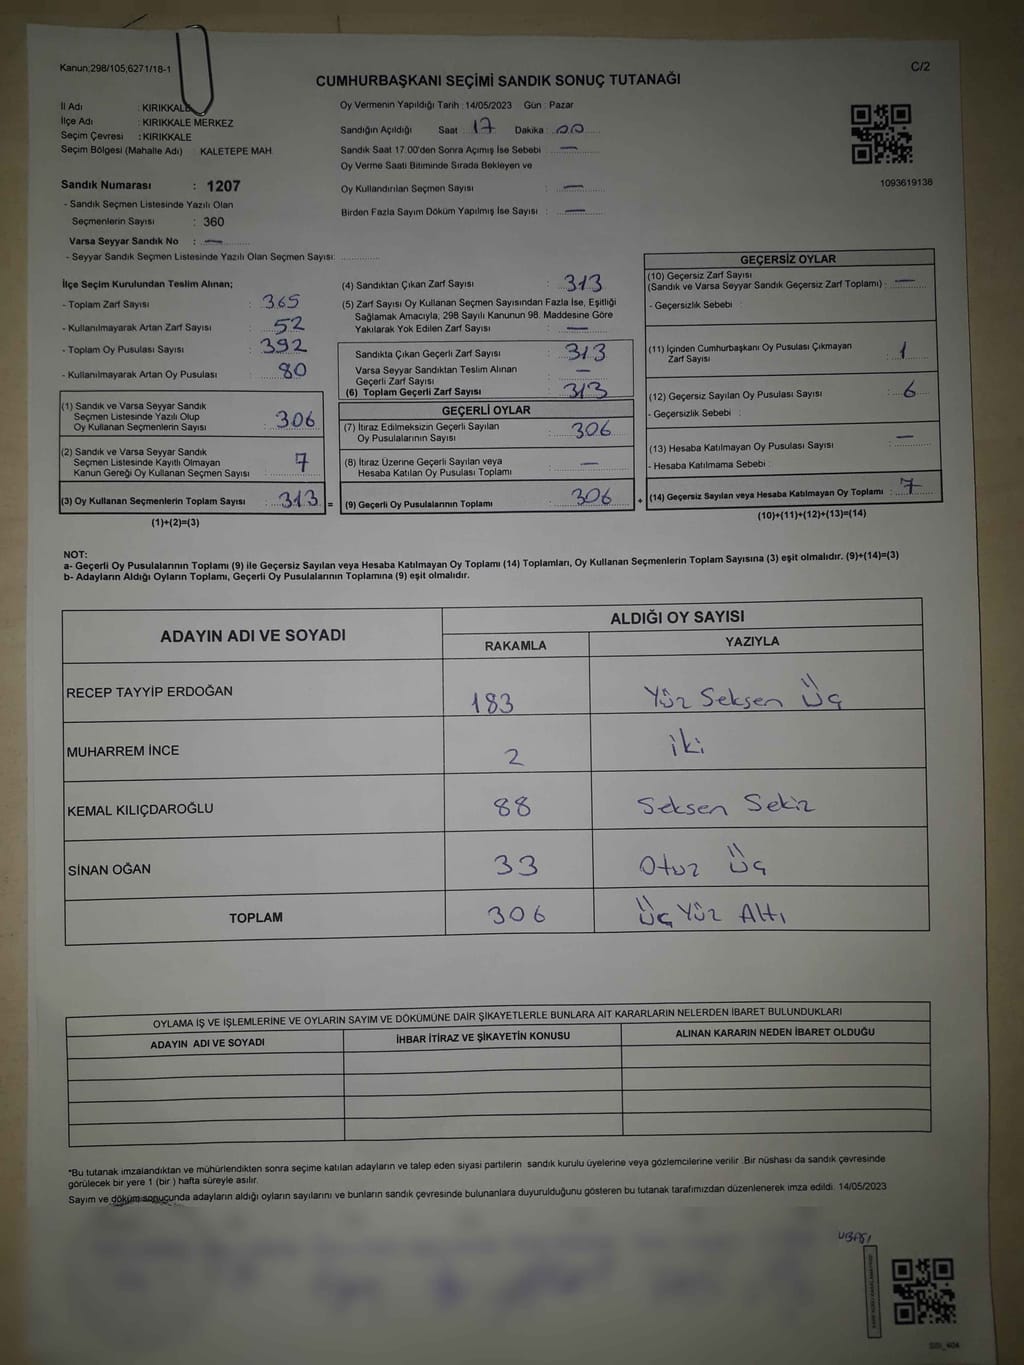 Kanun;298/105;6271/18-1
C/2
CUMHURBAŞKANI SEÇİMİ SANDIK SONUÇ TUTANAĞI
İl Adı : KIRIKKALE
İlçe Adı : KIRIKKALE MERKEZ
Seçim Çevresi : KIRIKKALE
Seçim Bölgesi (Mahalle Adı) : KALETEPE MAH.
Oy Vermenin Yapıldığı Tarih : 14/05/2023 Gün : Pazar
Sandığın Açıldığı Saat : 17 Dakika : 00
Sandık Saat 17.00'den Sonra Açımış İse Sebebi : —
Oy Verme Saati Bitiminde Sırada Bekleyen ve
Oy Kullandırılan Seçmen Sayısı : —
Birden Fazla Sayım Döküm Yapılmış İse Sayısı : —
1093619138
Sandık Numarası : 1207
- Sandık Seçmen Listesinde Yazılı Olan
Seçmenlerin Sayısı : 360
Varsa Seyyar Sandık No : —
- Seyyar Sandık Seçmen Listesinde Yazılı Olan Seçmen Sayısı:
İlçe Seçim Kurulundan Teslim Alınan;
- Toplam Zarf Sayısı : 365
- Kullanılmayarak Artan Zarf Sayısı : 52
- Toplam Oy Pusulası Sayısı : 392
- Kullanılmayarak Artan Oy Pusulası : 80
(1) Sandık ve Varsa Seyyar Sandık
Seçmen Listesinde Yazılı Olup
Oy Kullanan Seçmenlerin Sayısı : 306
(2) Sandık ve Varsa Seyyar Sandık
Seçmen Listesinde Kayıtlı Olmayan
Kanun Gereği Oy Kullanan Seçmen Sayısı : 7
(3) Oy Kullanan Seçmenlerin Toplam Sayısı : 313 =
(1)+(2)=(3)
(4) Sandıktan Çıkan Zarf Sayısı : 313
(5) Zarf Sayısı Oy Kullanan Seçmen Sayısından Fazla İse, Eşitliği
Sağlamak Amacıyla, 298 Sayılı Kanunun 98. Maddesine Göre
Yakılarak Yok Edilen Zarf Sayısı : —
Sandıkta Çıkan Geçerli Zarf Sayısı : 313
Varsa Seyyar Sandıktan Teslim Alınan
Geçerli Zarf Sayısı : —
(6) Toplam Geçerli Zarf Sayısı : 313
GEÇERLİ OYLAR
(7) İtiraz Edilmeksizin Geçerli Sayılan
Oy Pusulalarının Sayısı : 306
(8) İtiraz Üzerine Geçerli Sayılan veya
Hesaba Katılan Oy Pusulası Toplamı : —
(9) Geçerli Oy Pusulalarının Toplamı : 306 +
GEÇERSİZ OYLAR
(10) Geçersiz Zarf Sayısı
(Sandık ve Varsa Seyyar Sandık Geçersiz Zarf Toplamı) : —
- Geçersizlik Sebebi :
(11) İçinden Cumhurbaşkanı Oy Pusulası Çıkmayan
Zarf Sayısı : 1
(12) Geçersiz Sayılan Oy Pusulası Sayısı : 6
- Geçersizlik Sebebi :
(13) Hesaba Katılmayan Oy Pusulası Sayısı : —
- Hesaba Katılmama Sebebi :
(14) Geçersiz Sayılan veya Hesaba Katılmayan Oy Toplamı : 7
(10)+(11)+(12)+(13)=(14)
NOT:
a- Geçerli Oy Pusulalarının Toplamı (9) ile Geçersiz Sayılan veya Hesaba Katılmayan Oy Toplamı (14) Toplamları, Oy Kullanan Seçmenlerin Toplam Sayısına (3) eşit olmalıdır. (9)+(14)=(3)
b- Adayların Aldığı Oyların Toplamı, Geçerli Oy Pusulalarının Toplamına (9) eşit olmalıdır.
ADAYIN ADI VE SOYADI
ALDIĞI OY SAYISI
RAKAMLA YAZIYLA
RECEP TAYYİP ERDOĞAN 183 Yüz Seksen Üç
MUHARREM İNCE 2 iki
KEMAL KILIÇDAROĞLU 88 Seksen Sekiz
SİNAN OĞAN 33 Otuz Üç
TOPLAM 306 Üç Yüz Altı
OYLAMA İŞ VE İŞLEMLERİNE VE OYLARIN SAYIM VE DÖKÜMÜNE DAİR ŞİKAYETLERLE BUNLARA AİT KARARLARIN NELERDEN İBARET BULUNDUKLARI
ADAYIN ADI VE SOYADI İHBAR İTİRAZ VE ŞİKAYETİN KONUSU ALINAN KARARIN NEDEN İBARET OLDUĞU
*Bu tutanak imzalandıktan ve mühürlendikten sonra seçime katılan adayların ve talep eden siyasi partilerin sandık kurulu üyelerine veya gözlemcilerine verilir. Bir nüshası da sandık çevresinde
görülecek bir yere 1 (bir ) hafta süreyle asılır.
Sayım ve döküm sonucunda adayların aldığı oyların sayılarını ve bunların sandık çevresinde bulunanlara duyurulduğunu gösteren bu tutanak tarafımızdan düzenlenerek imza edildi. 14/05/2023